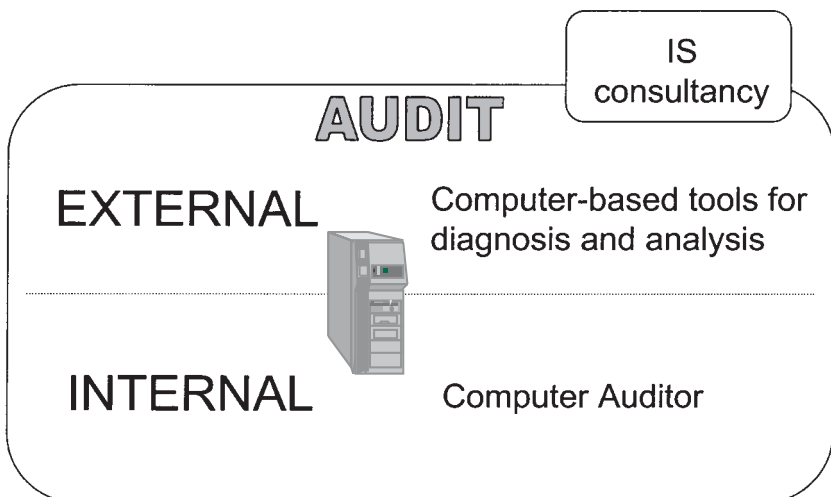 IS
consultancy
AUDIT
EXTERNAL
Computer-based tools for
diagnosis and analysis
INTERNAL
Computer Auditor